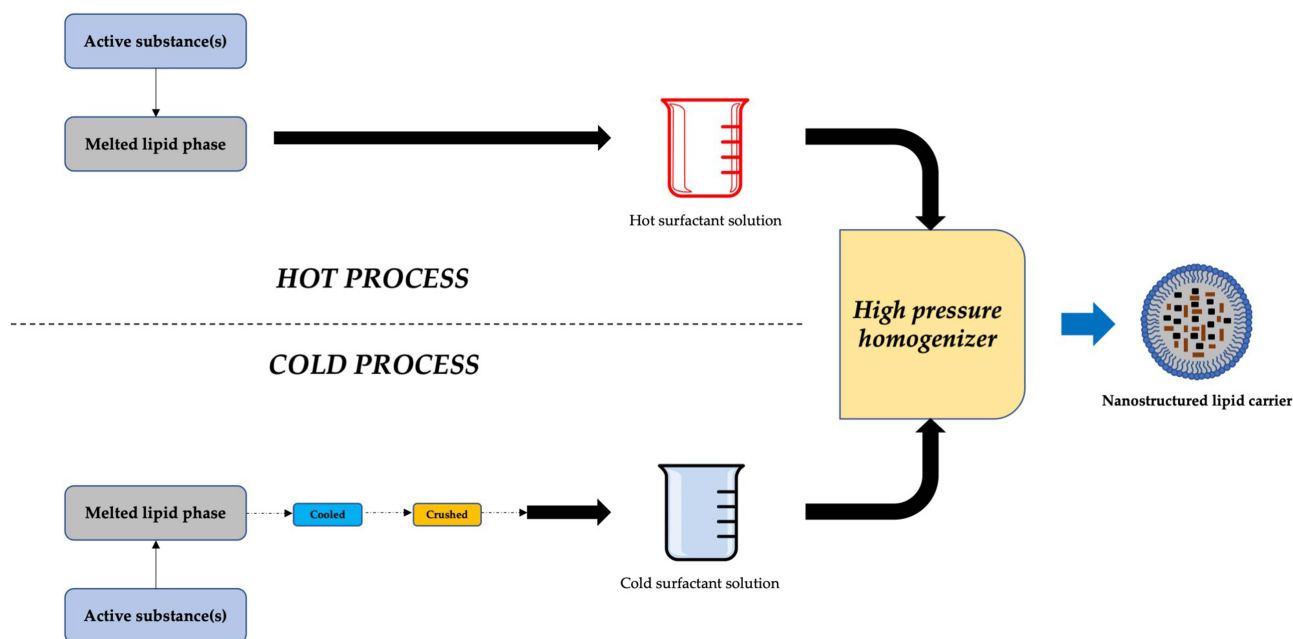 Active substance(s)
Melted lipid phase
Hot surfactant solution
HOT PROCESS
High pressure
homogenizer
COLD PROCESS
Nanostructured lipid carrier
Melted lipid phase
Cooled
Crushed
Cold surfactant solution
Active substance(s)